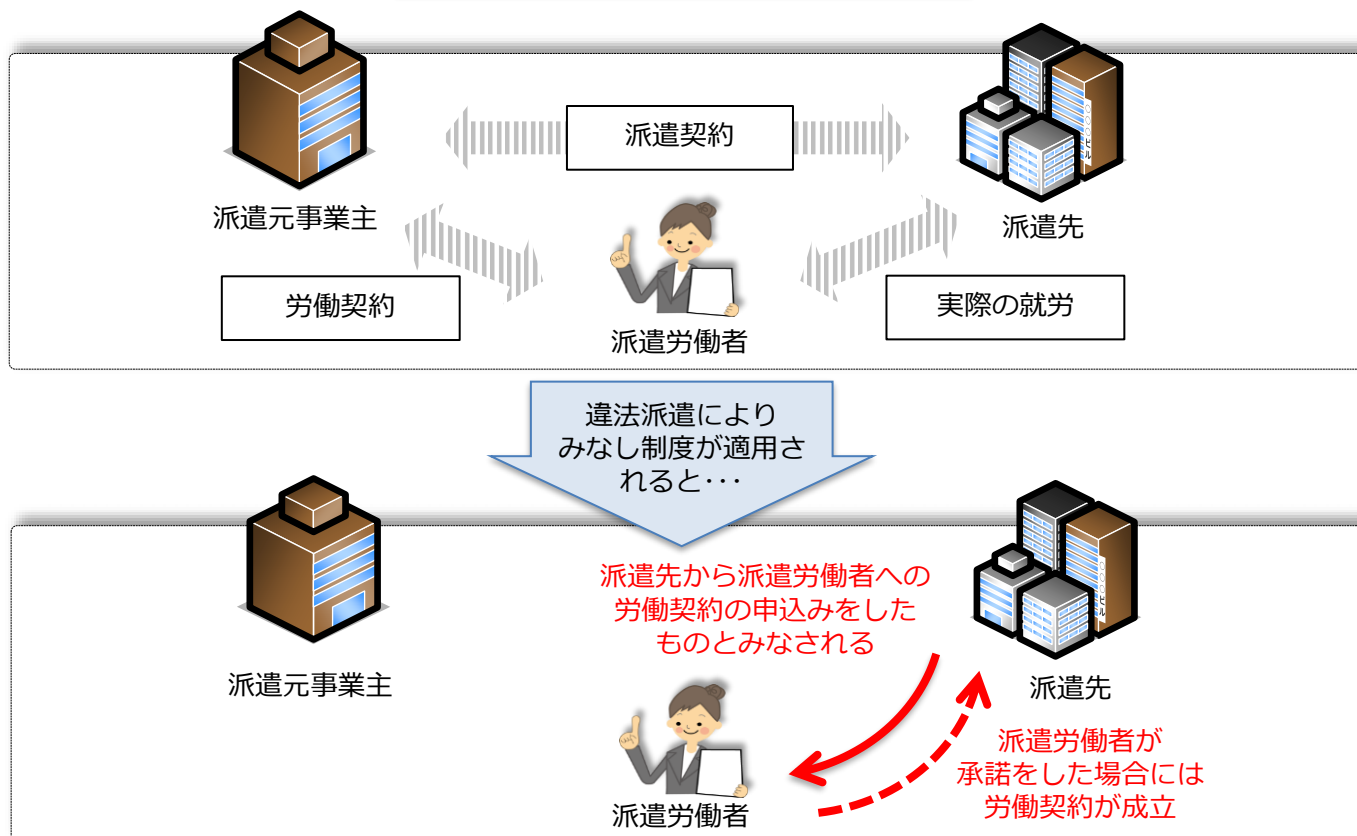 派遣契約
派遣元事業主
派遣先
労働契約
実際の就労
派遣労働者
違法派遣により
みなし制度が適用さ
れると･･･
派遣先から派遣労働者への
労働契約の申込みをした
ものとみなされる
派遣元事業主
派遣先
派遣労働者が
承諾をした場合には
労働契約が成立
派遣労働者